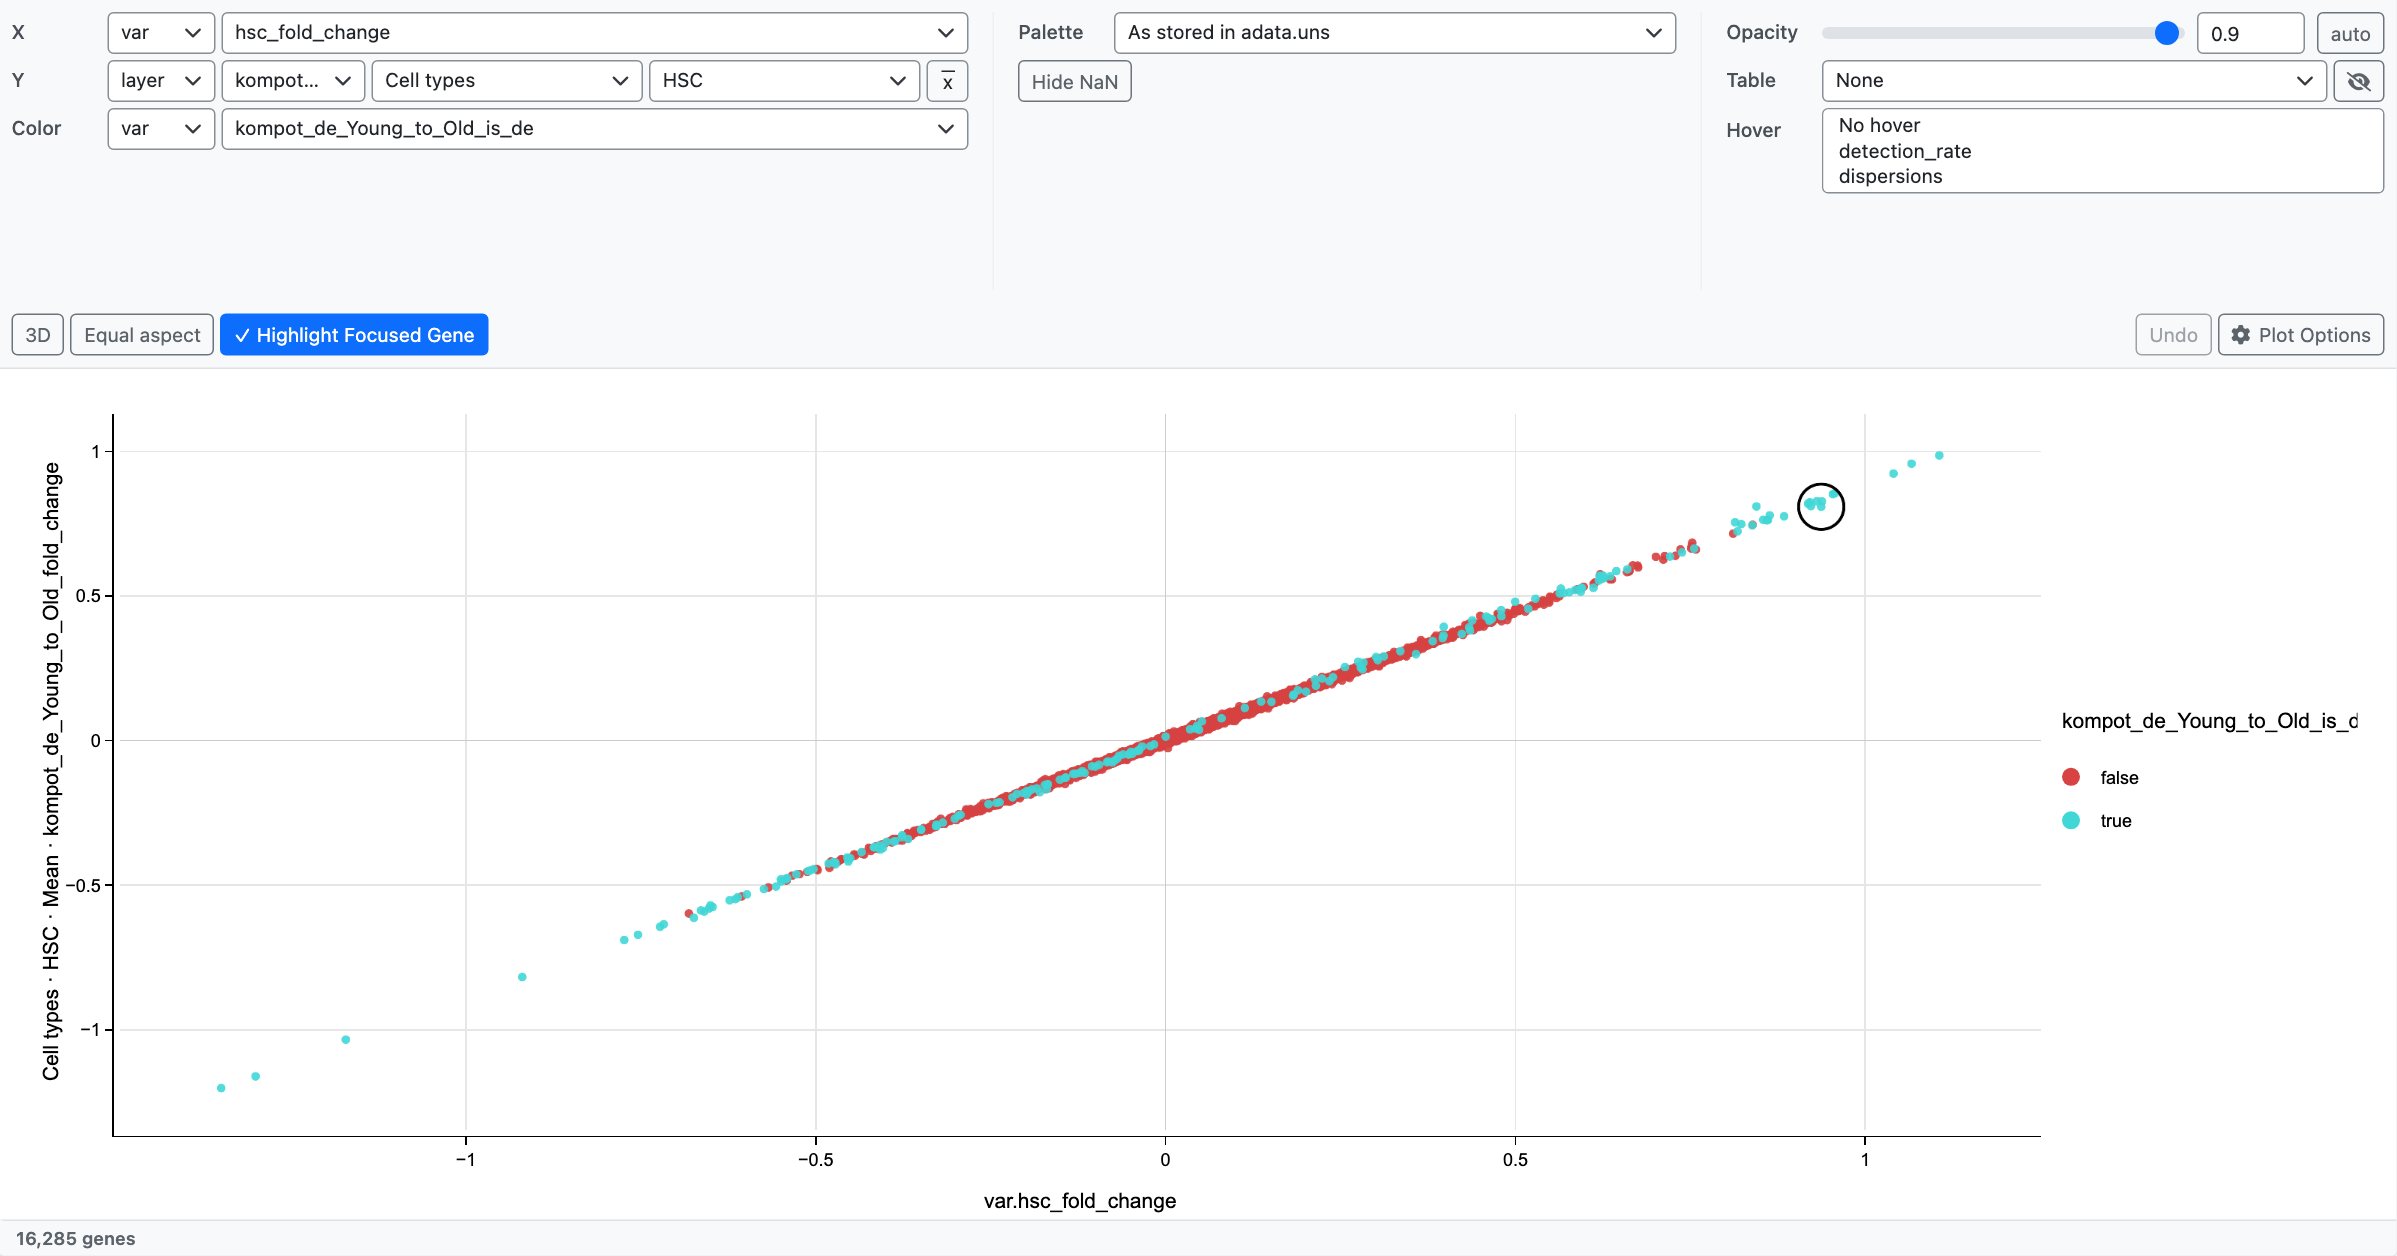 X var hsc_fold_change
Y layer kompot... Cell types HSC x̅
Color var kompot_de_Young_to_Old_is_de
Palette As stored in adata.uns
Hide NaN
Opacity 0.9 auto
Table None
Hover No hover
detection_rate
dispersions
3D Equal aspect ✓ Highlight Focused Gene Undo Plot Options
Cell types · HSC · Mean · kompot_de_Young_to_Old_fold_change
1
0.5
0
−0.5
−1
−1 −0.5 0 0.5 1
var.hsc_fold_change
kompot_de_Young_to_Old_is_d
false
true
16,285 genes